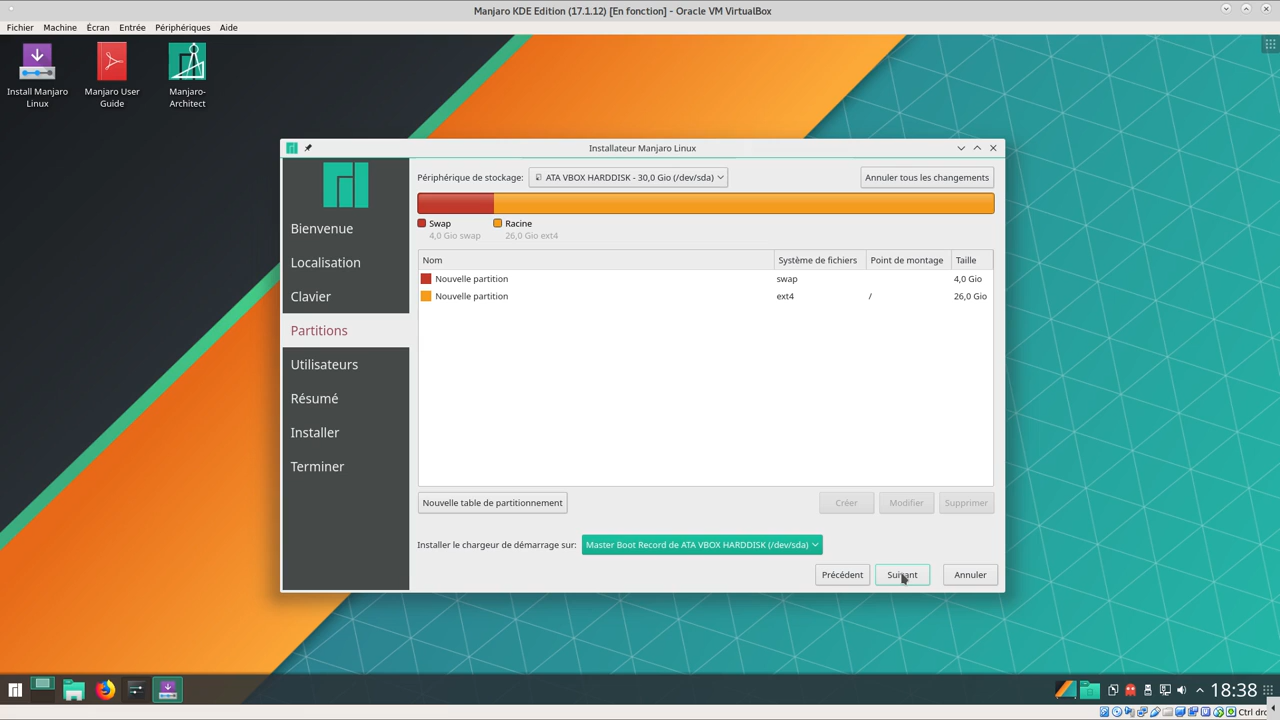 Manjaro KDE Edition (17.1.12) [En fonction] - Oracle VM VirtualBox
Fichier Machine Écran Entrée Périphériques Aide
Install Manjaro
Linux
Manjaro User
Guide
Manjaro-
Architect
Installateur Manjaro Linux
Bienvenue
Localisation
Clavier
Partitions
Utilisateurs
Résumé
Installer
Terminer
Périphérique de stockage: ATA VBOX HARDDISK - 30,0 Gio (/dev/sda) Annuler tous les changements
Swap Racine
4,0 Gio swap 26,0 Gio ext4
Nom Système de fichiers Point de montage Taille
Nouvelle partition swap 4,0 Gio
Nouvelle partition ext4 / 26,0 Gio
Nouvelle table de partitionnement Créer Modifier Supprimer
Installer le chargeur de démarrage sur: Master Boot Record de ATA VBOX HARDDISK (/dev/sda)
Précédent Suivant Annuler
18:38
Ctrl dro